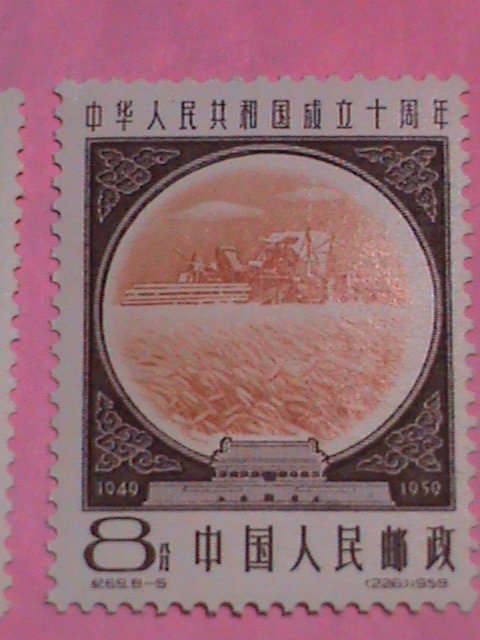 中华人民共和国成立十周年
1949 1959
8分 中国人民邮政
纪69.8-5 (226) 1959